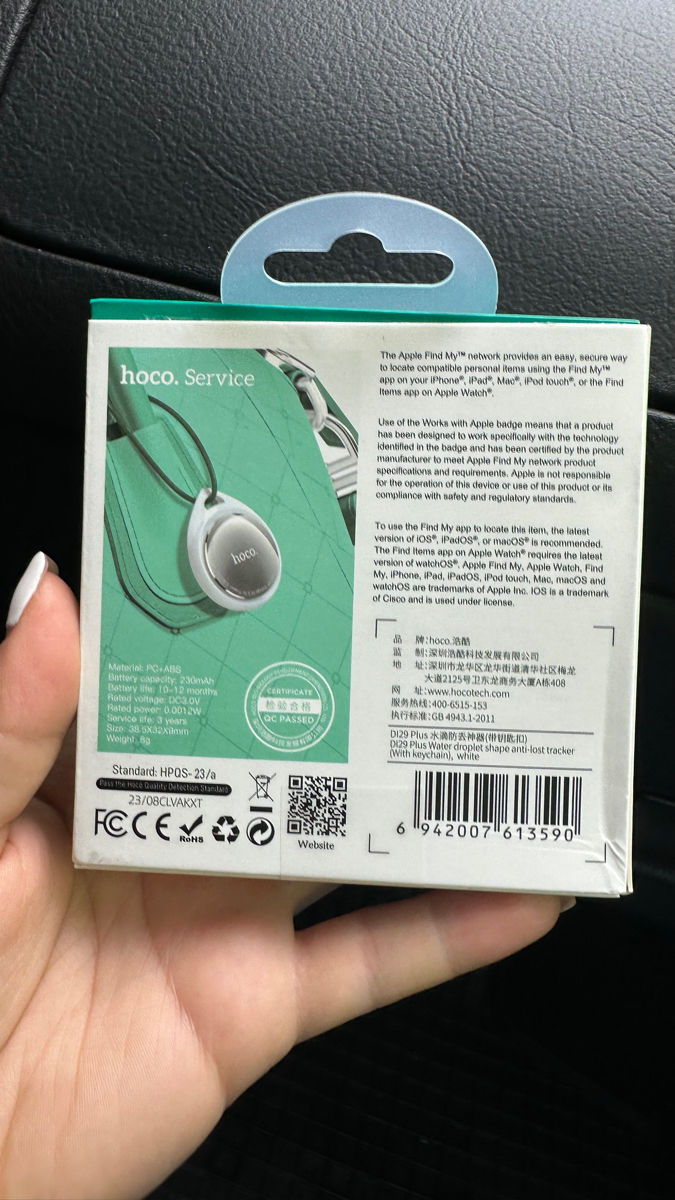 hoco. Service
hoco.
Material: PC+ABS
Battery capacity: 230mAh
Battery life: 10-12 months
Rated voltage: DC3.0V
Rated power: 0.0012W
Service life: 3 years
Size: 38.5X32X9mm
Weight: 8g
CERTIFICATE
检验合格
QC PASSED
Standard: HPQS- 23/a
Pass the Hoco Quality Detection Standard
23/08CLVAKXT
FC CE RoHS
Website
The Apple Find My™ network provides an easy, secure way
to locate compatible personal items using the Find My™
app on your iPhone®, iPad®, Mac®, iPod touch®, or the Find
Items app on Apple Watch®.
Use of the Works with Apple badge means that a product
has been designed to work specifically with the technology
identified in the badge and has been certified by the product
manufacturer to meet Apple Find My network product
specifications and requirements. Apple is not responsible
for the operation of this device or use of this product or its
compliance with safety and regulatory standards.
To use the Find My app to locate this item, the latest
version of iOS®, iPadOS®, or macOS® is recommended.
The Find Items app on Apple Watch® requires the latest
version of watchOS®. Apple, Find My, Apple Watch, Find
My, iPhone, iPad, iPadOS, iPod touch, Mac, macOS and
watchOS are trademarks of Apple Inc. IOS is a trademark
of Cisco and is used under license.
品 牌:hoco.浩酷
监 制:深圳浩酷科技发展有限公司
地 址:深圳市龙华区龙华街道清华社区梅龙
大道2125号卫东龙商务大厦A栋408
网 址:www.hocotech.com
服务热线:400-6515-153
执行标准:GB 4943.1-2011
DI29 Plus 水滴防丢神器(带钥匙扣)
DI29 Plus Water droplet shape anti-lost tracker
(With keychain), white
6 942007 613590